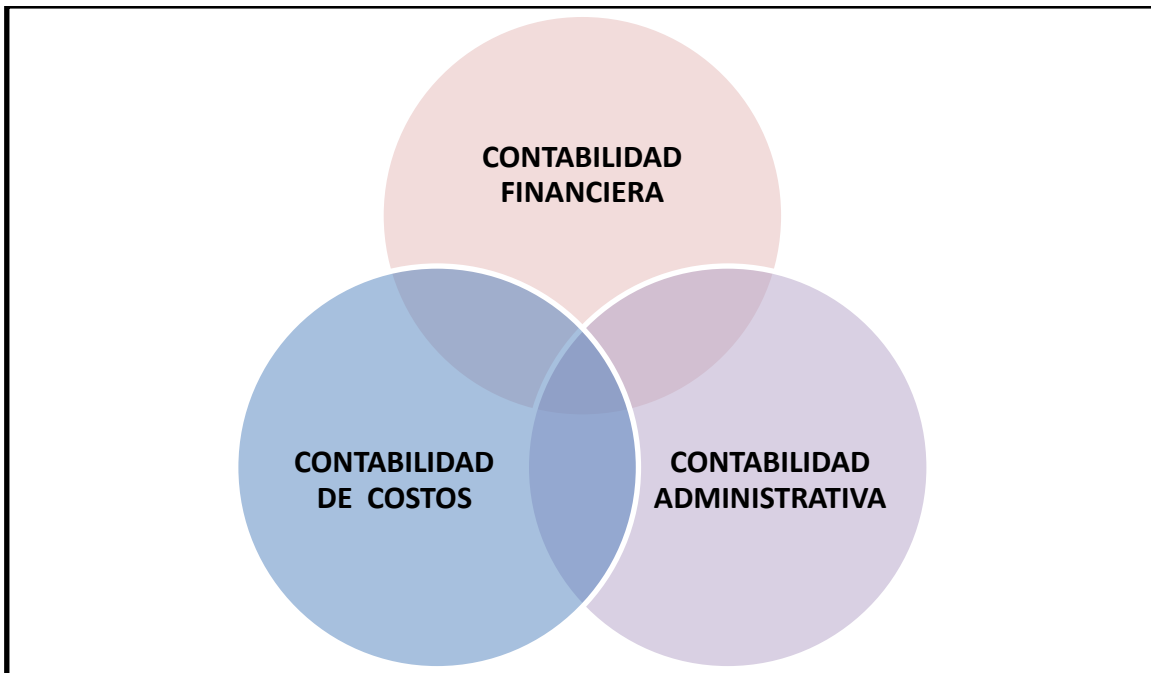 CONTABILIDAD
FINANCIERA
CONTABILIDAD
DE COSTOS
CONTABILIDAD
ADMINISTRATIVA